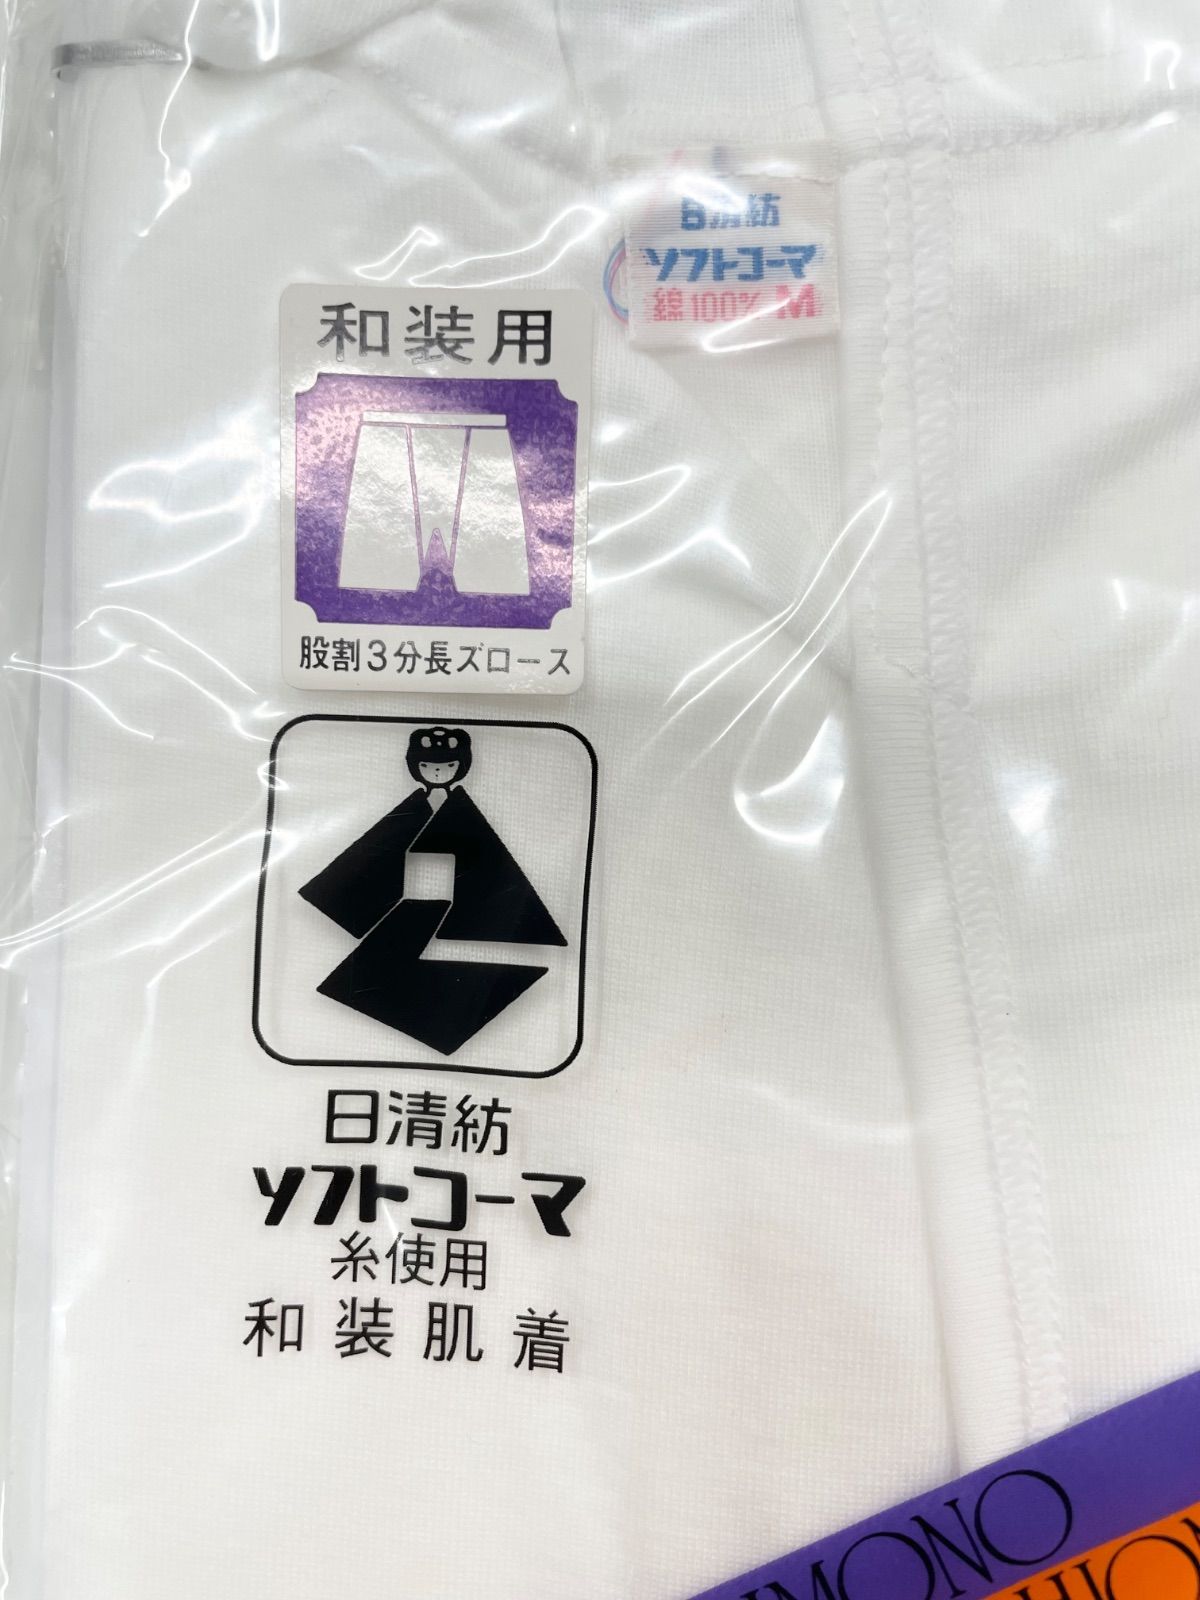 日清紡
ソフトコーマ
綿100% M
和装用
股割3分長ズロース
日清紡
ソフトコーマ
糸使用
和装肌着
IMONO
HION